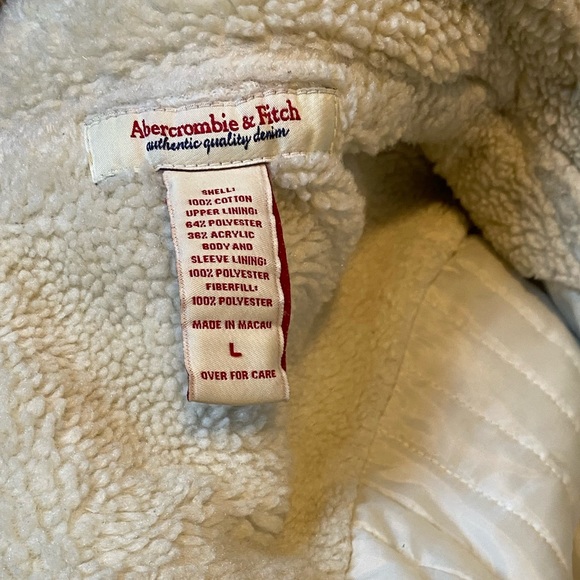 Abercrombie & Fitch
authentic quality denim
SHELL:
100% COTTON
UPPER LINING:
64% POLYESTER
36% ACRYLIC
BODY AND
SLEEVE LINING:
100% POLYESTER
FIBERFILL:
100% POLYESTER
MADE IN MACAU
L
OVER FOR CARE